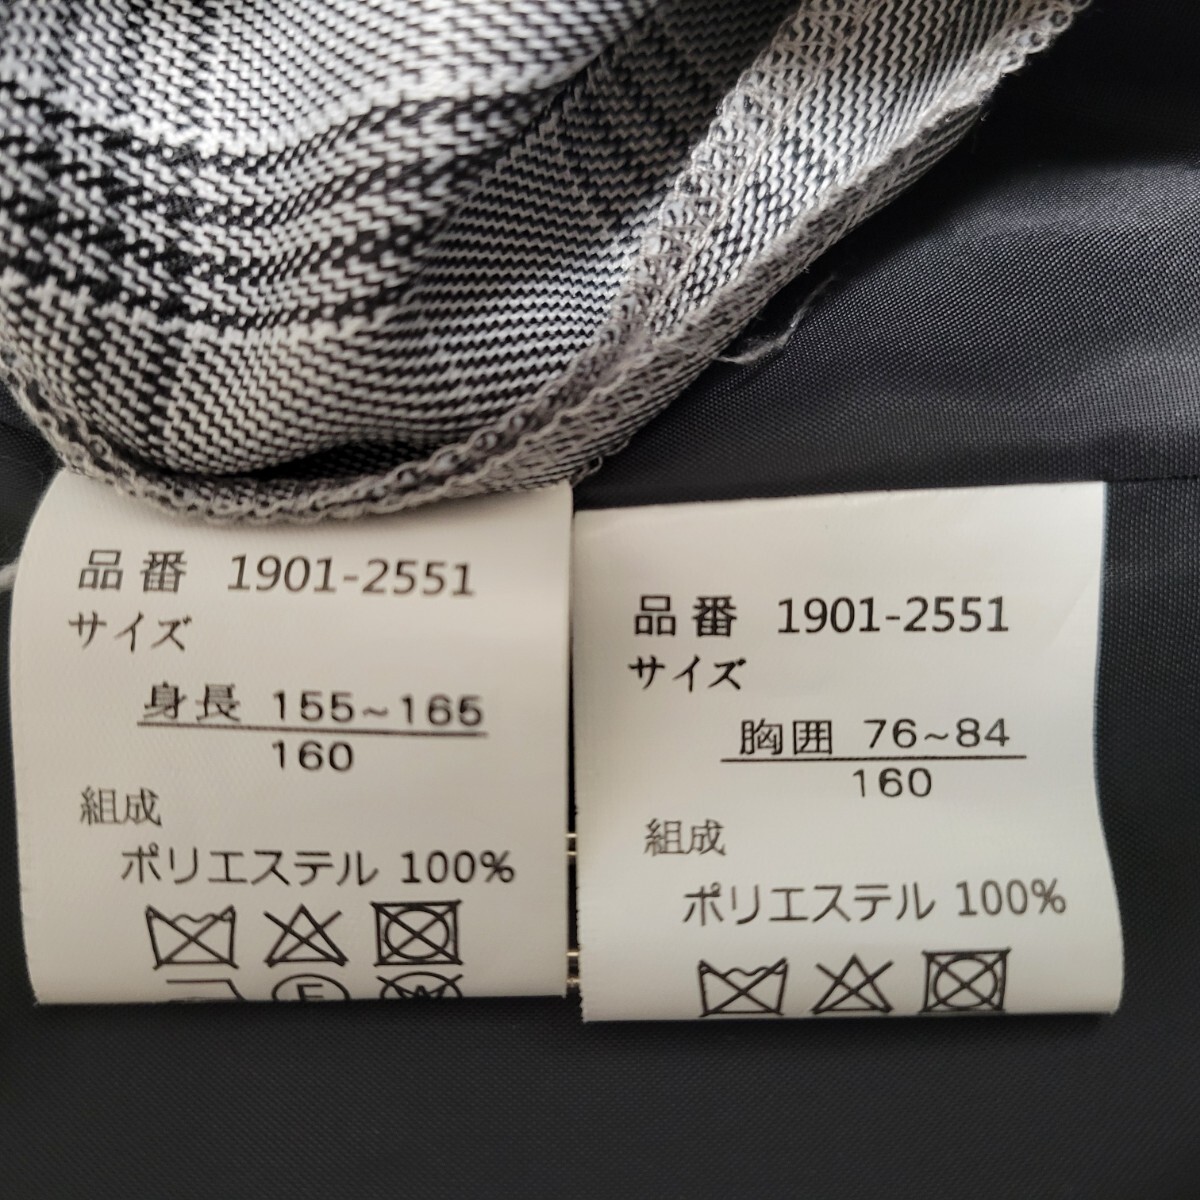 品番 1901-2551
サイズ
身長 155~165
160
組成
ポリエステル 100%
品番 1901-2551
サイズ
胸囲 76~84
160
組成
ポリエステル 100%